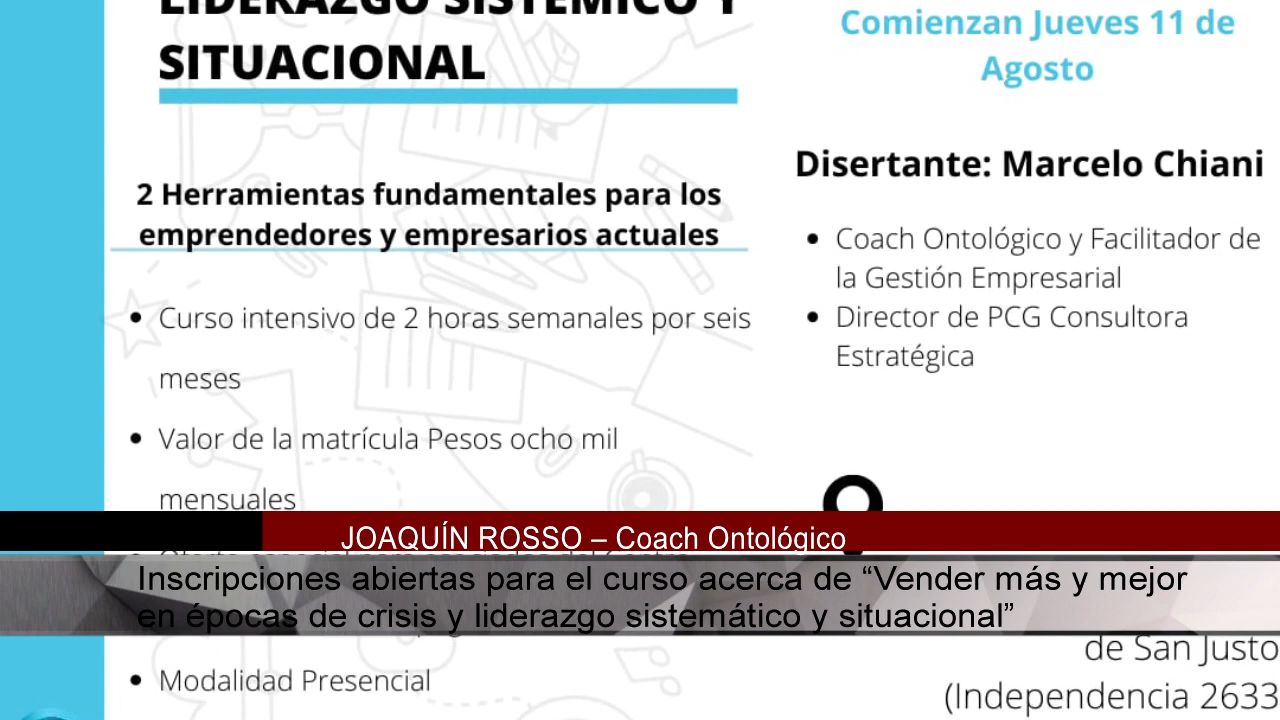 LIDERAZGO SISTÉMICO Y
SITUACIONAL
2 Herramientas fundamentales para los
emprendedores y empresarios actuales
Curso intensivo de 2 horas semanales por seis
meses
Valor de la matrícula Pesos ocho mil
mensuales
Modalidad Presencial
Comienzan Jueves 11 de
Agosto
Disertante: Marcelo Chiani
Coach Ontológico y Facilitador de
la Gestión Empresarial
Director de PCG Consultora
Estratégica
de San Justo
(Independencia 2633
JOAQUÍN ROSSO – Coach Ontológico
Inscripciones abiertas para el curso acerca de “Vender más y mejor
en épocas de crisis y liderazgo sistemático y situacional”